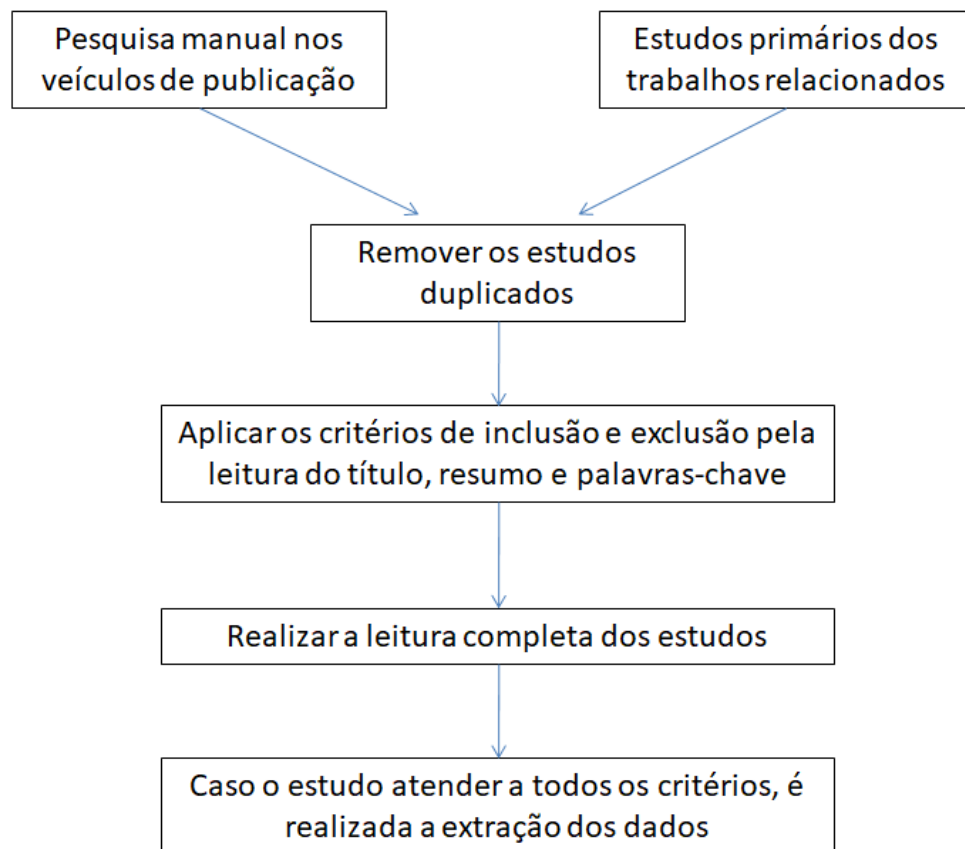 Pesquisa manual nos
veículos de publicação
Estudos primários dos
trabalhos relacionados
Remover os estudos
duplicados
Aplicar os critérios de inclusão e exclusão pela
leitura do título, resumo e palavras-chave
Realizar a leitura completa dos estudos
Caso o estudo atender a todos os critérios, é
realizada a extração dos dados